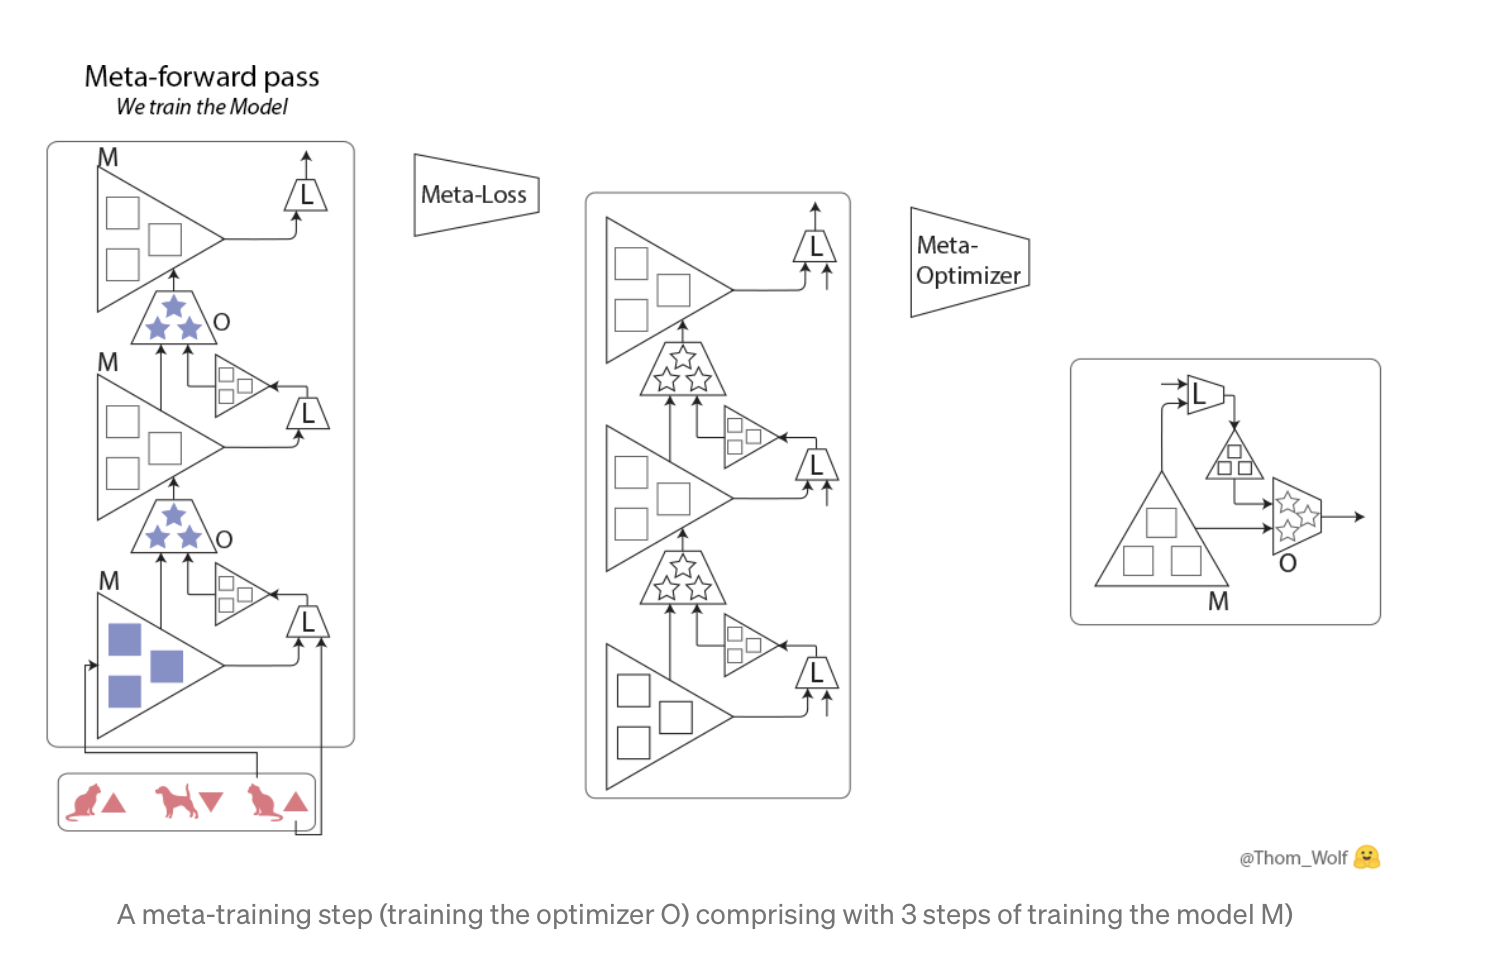 Meta-forward pass
We train the Model
M
L
O
M
L
O
M
L
Meta-Loss
L
L
L
Meta-
Optimizer
L
O
M
@Thom_Wolf
A meta-training step (training the optimizer O) comprising with 3 steps of training the model M)